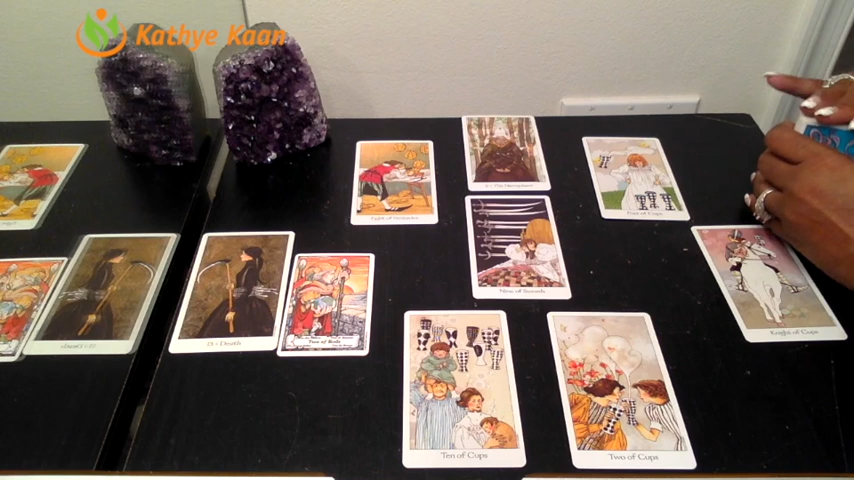 Kathye Kaan
Eight of Pentacles
5 - The Hierophant
Four of Cups
Nine of Swords
Knight of Cups
13 - Death
Two of Rods
Ten of Cups
Two of Cups